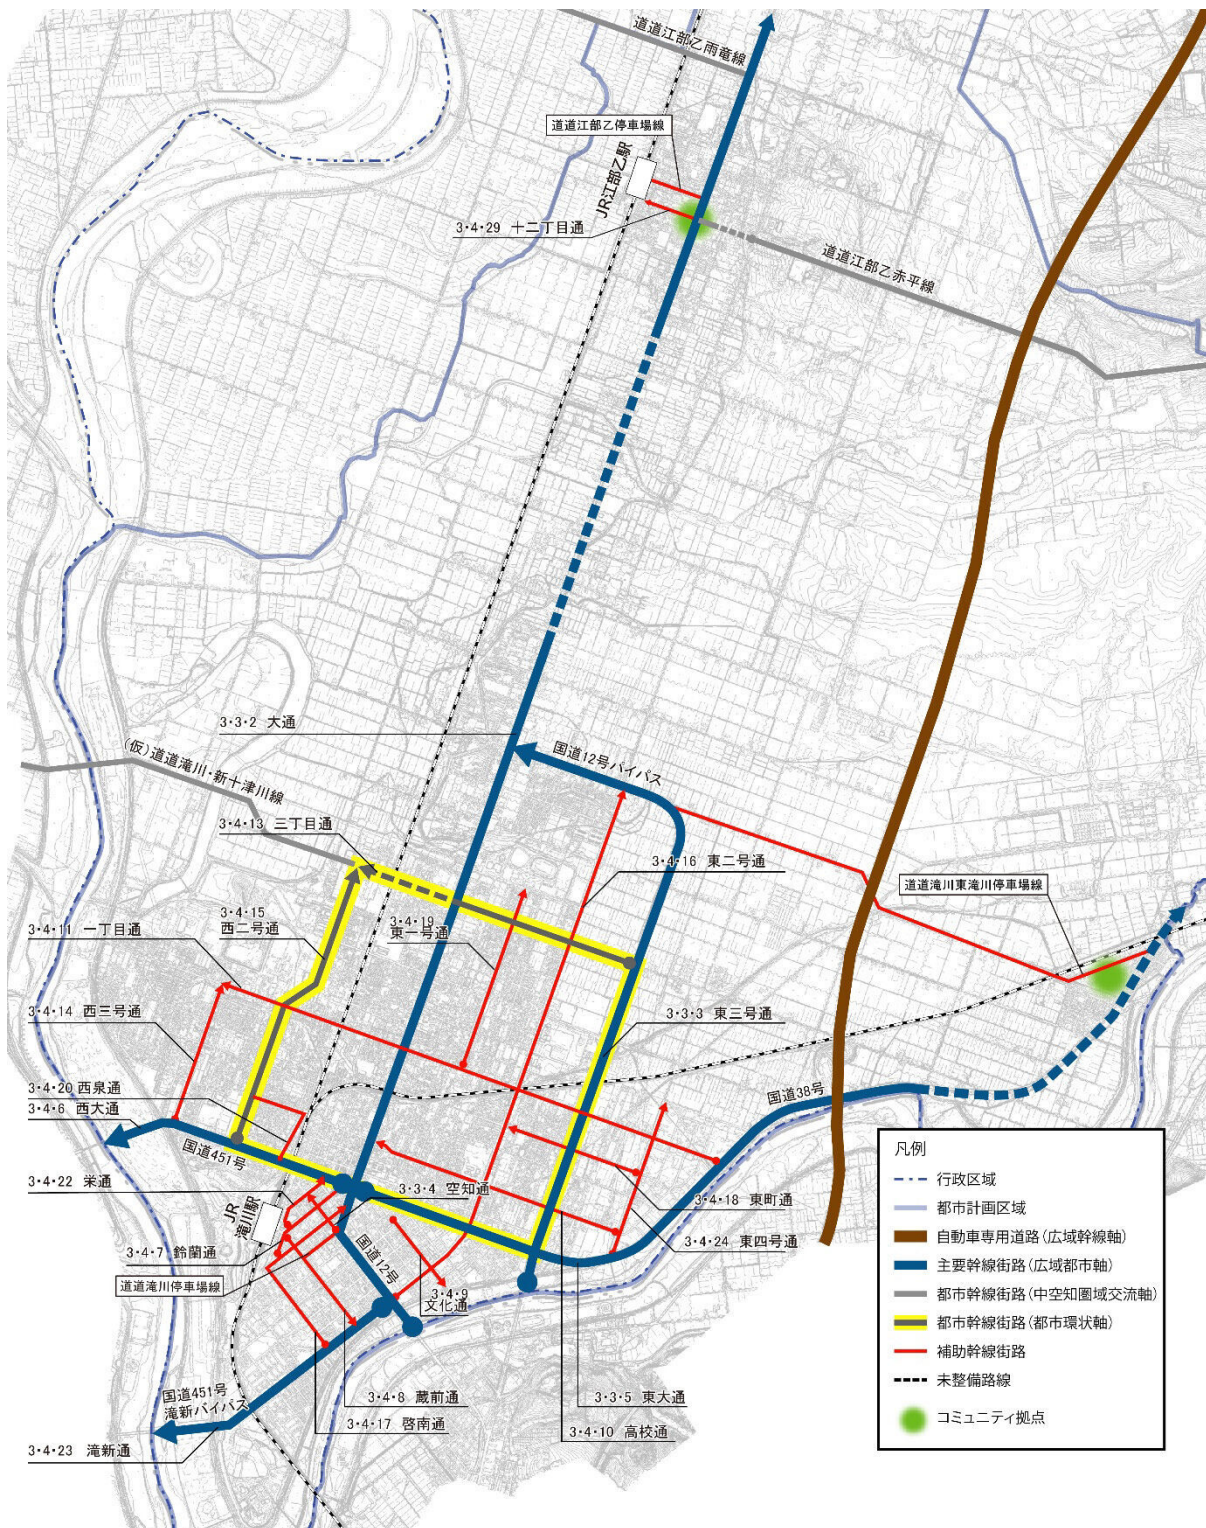 道道江部乙雨竜線
道道江部乙停車場線
JR江部乙駅
3・4・29 十二丁目通
道道江部乙赤平線
3・3・2 大通
国道12号バイパス
(仮)道道滝川・新十津川線
3・4・13 三丁目通
3・4・16 東二号通
道道滝川東滝川停車場線
3・4・15
西二号通
3・4・19
東一号通
3・4・11 一丁目通
3・4・14 西三号通
3・3・3 東三号通
3・4・20 西泉通
3・4・6 西大通
国道38号
国道451号
3・4・22 栄通
JR
滝川駅
3・3・4 空知通
3・4・18 東町通
3・4・24 東四号通
3・4・7 鈴蘭通
道道滝川停車場線
国道12号
3・4・9
文化通
国道451号
滝新バイパス
3・4・8 蔵前通
3・4・17 啓南通
3・3・5 東大通
3・4・10 高校通
3・4・23 滝新通
凡例
行政区域
都市計画区域
自動車専用道路(広域幹線軸)
主要幹線街路(広域都市軸)
都市幹線街路(中空知圏域交流軸)
都市幹線街路(都市環状軸)
補助幹線街路
未整備路線
コミュニティ拠点